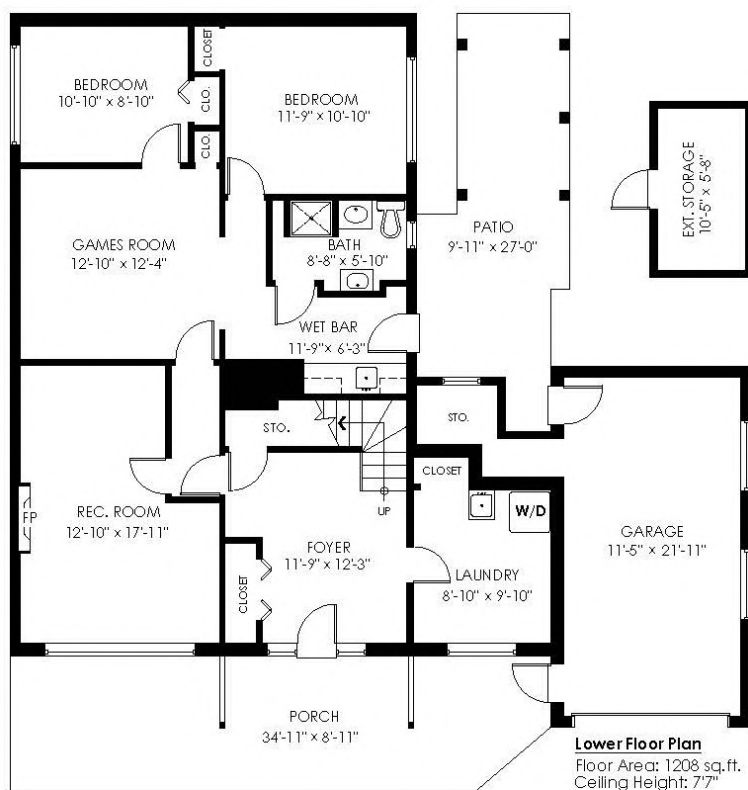 CLOSET
BEDROOM
10'-10" × 8'-10"
CLO.
BEDROOM
11'-9" × 10'-10"
CLO.
EXT. STORAGE
10'-5" × 5'-8"
GAMES ROOM
12'-10" × 12'-4"
BATH
8'-8" × 5'-10"
PATIO
9'-11" × 27'-0"
WET BAR
11'-9" × 6'-3"
STO.
STO.
CLOSET
UP
W/D
FP
REC. ROOM
12'-10" × 17'-11"
FOYER
11'-9" × 12'-3"
CLOSET
LAUNDRY
8'-10" × 9'-10"
GARAGE
11'-5" × 21'-11"
PORCH
34'-11" × 8'-11"
Lower Floor Plan
Floor Area: 1208 sq.ft.
Ceiling Height: 7'7"